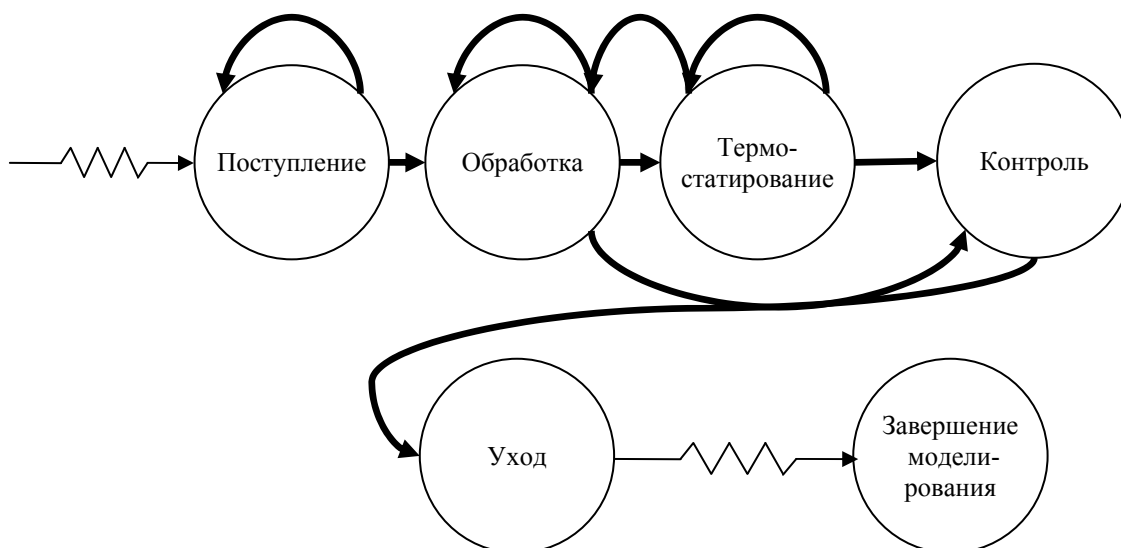 Поступление
Обработка
Термо-
статирование
Контроль
Уход
Завершение
модели-
рования